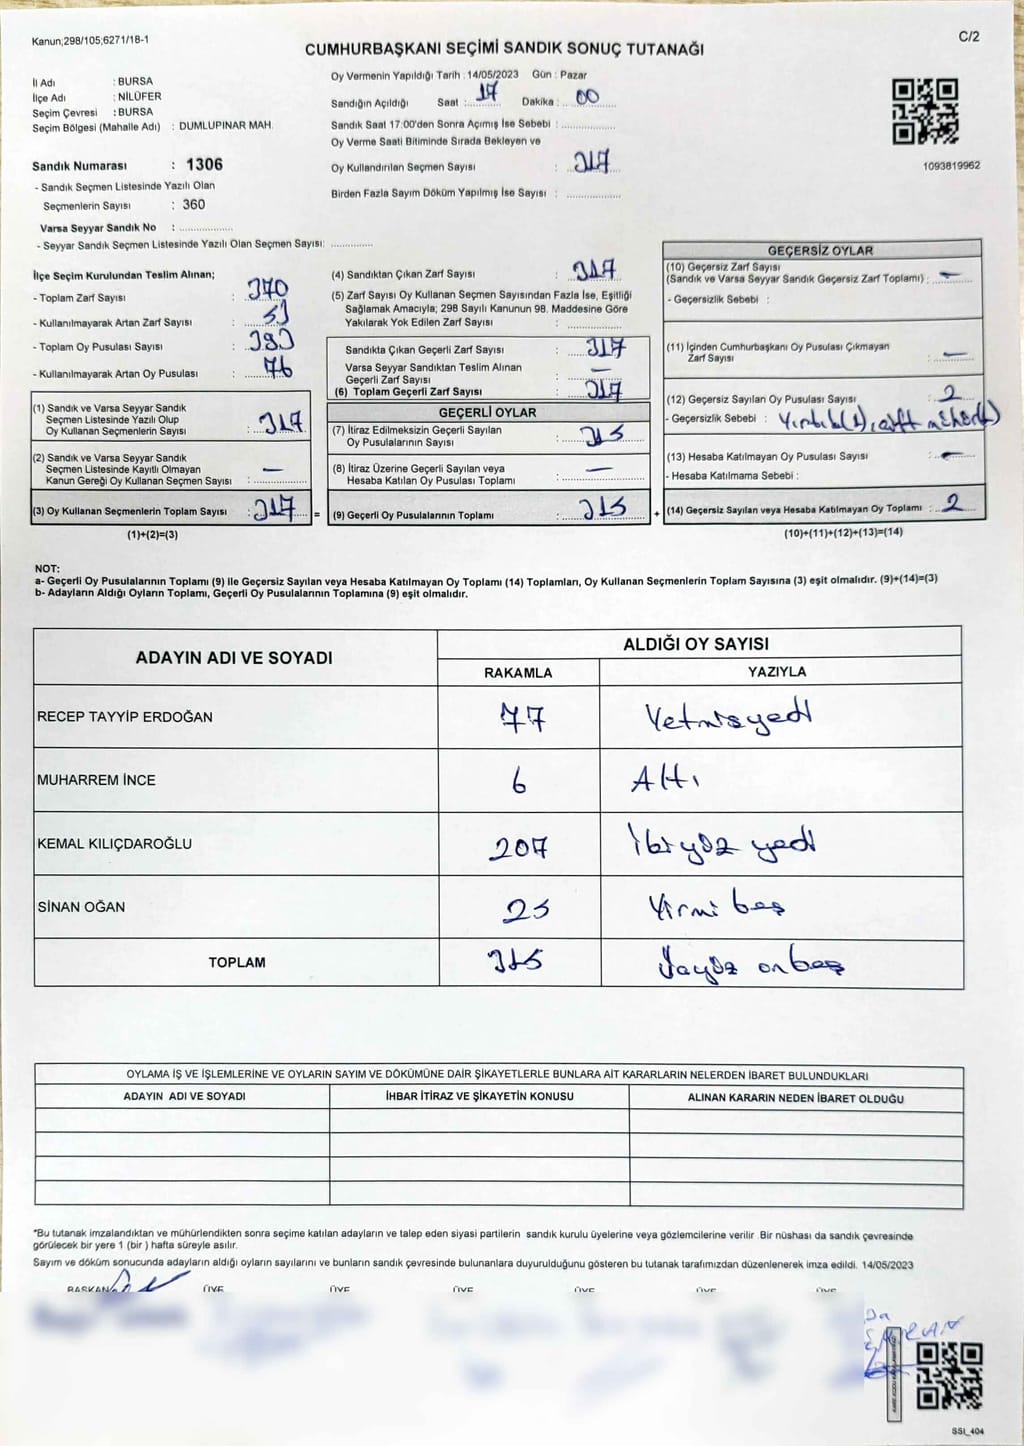 Kanun;298/105;6271/18-1
C/2
CUMHURBAŞKANI SEÇİMİ SANDIK SONUÇ TUTANAĞI
İl Adı : BURSA
İlçe Adı : NİLÜFER
Seçim Çevresi : BURSA
Seçim Bölgesi (Mahalle Adı) : DUMLUPINAR MAH.
Sandık Numarası : 1306
- Sandık Seçmen Listesinde Yazılı Olan
Seçmenlerin Sayısı : 360
Varsa Seyyar Sandık No : ..................
- Seyyar Sandık Seçmen Listesinde Yazılı Olan Seçmen Sayısı: ..............
Oy Vermenin Yapıldığı Tarih : 14/05/2023 Gün : Pazar
Sandığın Açıldığı Saat : 17 Dakika : 00
Sandık Saat 17:00'den Sonra Açımış İse Sebebi : ..................
Oy Verme Saati Bitiminde Sırada Bekleyen ve
Oy Kullandırılan Seçmen Sayısı : 317
Birden Fazla Sayım Döküm Yapılmış İse Sayısı : ..................
1093819962
İlçe Seçim Kurulundan Teslim Alınan;
- Toplam Zarf Sayısı : 370
- Kullanılmayarak Artan Zarf Sayısı : 53
- Toplam Oy Pusulası Sayısı : 393
- Kullanılmayarak Artan Oy Pusulası : 76
(1) Sandık ve Varsa Seyyar Sandık
Seçmen Listesinde Yazılı Olup
Oy Kullanan Seçmenlerin Sayısı : 317
(2) Sandık ve Varsa Seyyar Sandık
Seçmen Listesinde Kayıtlı Olmayan
Kanun Gereği Oy Kullanan Seçmen Sayısı : —
(3) Oy Kullanan Seçmenlerin Toplam Sayısı : 317 =
(1)+(2)=(3)
(4) Sandıktan Çıkan Zarf Sayısı : 317
(5) Zarf Sayısı Oy Kullanan Seçmen Sayısından Fazla İse, Eşitliği
Sağlamak Amacıyla; 298 Sayılı Kanunun 98. Maddesine Göre
Yakılarak Yok Edilen Zarf Sayısı : ..............
Sandıkta Çıkan Geçerli Zarf Sayısı : 317
Varsa Seyyar Sandıktan Teslim Alınan
Geçerli Zarf Sayısı : —
(6) Toplam Geçerli Zarf Sayısı : 317
GEÇERLİ OYLAR
(7) İtiraz Edilmeksizin Geçerli Sayılan
Oy Pusulalarının Sayısı : 315
(8) İtiraz Üzerine Geçerli Sayılan veya
Hesaba Katılan Oy Pusulası Toplamı : —
(9) Geçerli Oy Pusulalarının Toplamı : 315 +
GEÇERSİZ OYLAR
(10) Geçersiz Zarf Sayısı
(Sandık ve Varsa Seyyar Sandık Geçersiz Zarf Toplamı) : —
- Geçersizlik Sebebi :
(11) İçinden Cumhurbaşkanı Oy Pusulası Çıkmayan
Zarf Sayısı : —
(12) Geçersiz Sayılan Oy Pusulası Sayısı : 2
- Geçersizlik Sebebi : Yırtık(1), çift mühür(1)
(13) Hesaba Katılmayan Oy Pusulası Sayısı : —
- Hesaba Katılmama Sebebi :
(14) Geçersiz Sayılan veya Hesaba Katılmayan Oy Toplamı : 2
(10)+(11)+(12)+(13)=(14)
NOT:
a- Geçerli Oy Pusulalarının Toplamı (9) ile Geçersiz Sayılan veya Hesaba Katılmayan Oy Toplamı (14) Toplamları, Oy Kullanan Seçmenlerin Toplam Sayısına (3) eşit olmalıdır. (9)+(14)=(3)
b- Adayların Aldığı Oyların Toplamı, Geçerli Oy Pusulalarının Toplamına (9) eşit olmalıdır.
ADAYIN ADI VE SOYADI ALDIĞI OY SAYISI
RAKAMLA YAZIYLA
RECEP TAYYİP ERDOĞAN 77 Yetmişyedi
MUHARREM İNCE 6 Altı
KEMAL KILIÇDAROĞLU 207 İkiyüz yedi
SİNAN OĞAN 25 Yirmi beş
TOPLAM 315 Üçyüz onbeş
OYLAMA İŞ VE İŞLEMLERİNE VE OYLARIN SAYIM VE DÖKÜMÜNE DAİR ŞİKAYETLERLE BUNLARA AİT KARARLARIN NELERDEN İBARET BULUNDUKLARI
ADAYIN ADI VE SOYADI İHBAR İTİRAZ VE ŞİKAYETİN KONUSU ALINAN KARARIN NEDEN İBARET OLDUĞU
*Bu tutanak imzalandıktan ve mühürlendikten sonra seçime katılan adayların ve talep eden siyasi partilerin sandık kurulu üyelerine veya gözlemcilerine verilir. Bir nüshası da sandık çevresinde
görülecek bir yere 1 (bir ) hafta süreyle asılır.
Sayım ve döküm sonucunda adayların aldığı oyların sayılarını ve bunların sandık çevresinde bulunanlara duyurulduğunu gösteren bu tutanak tarafımızdan düzenlenerek imza edildi. 14/05/2023
BAŞKAN ÜYE ÜYE ÜYE ÜYE ÜYE ÜYE
SSI_404